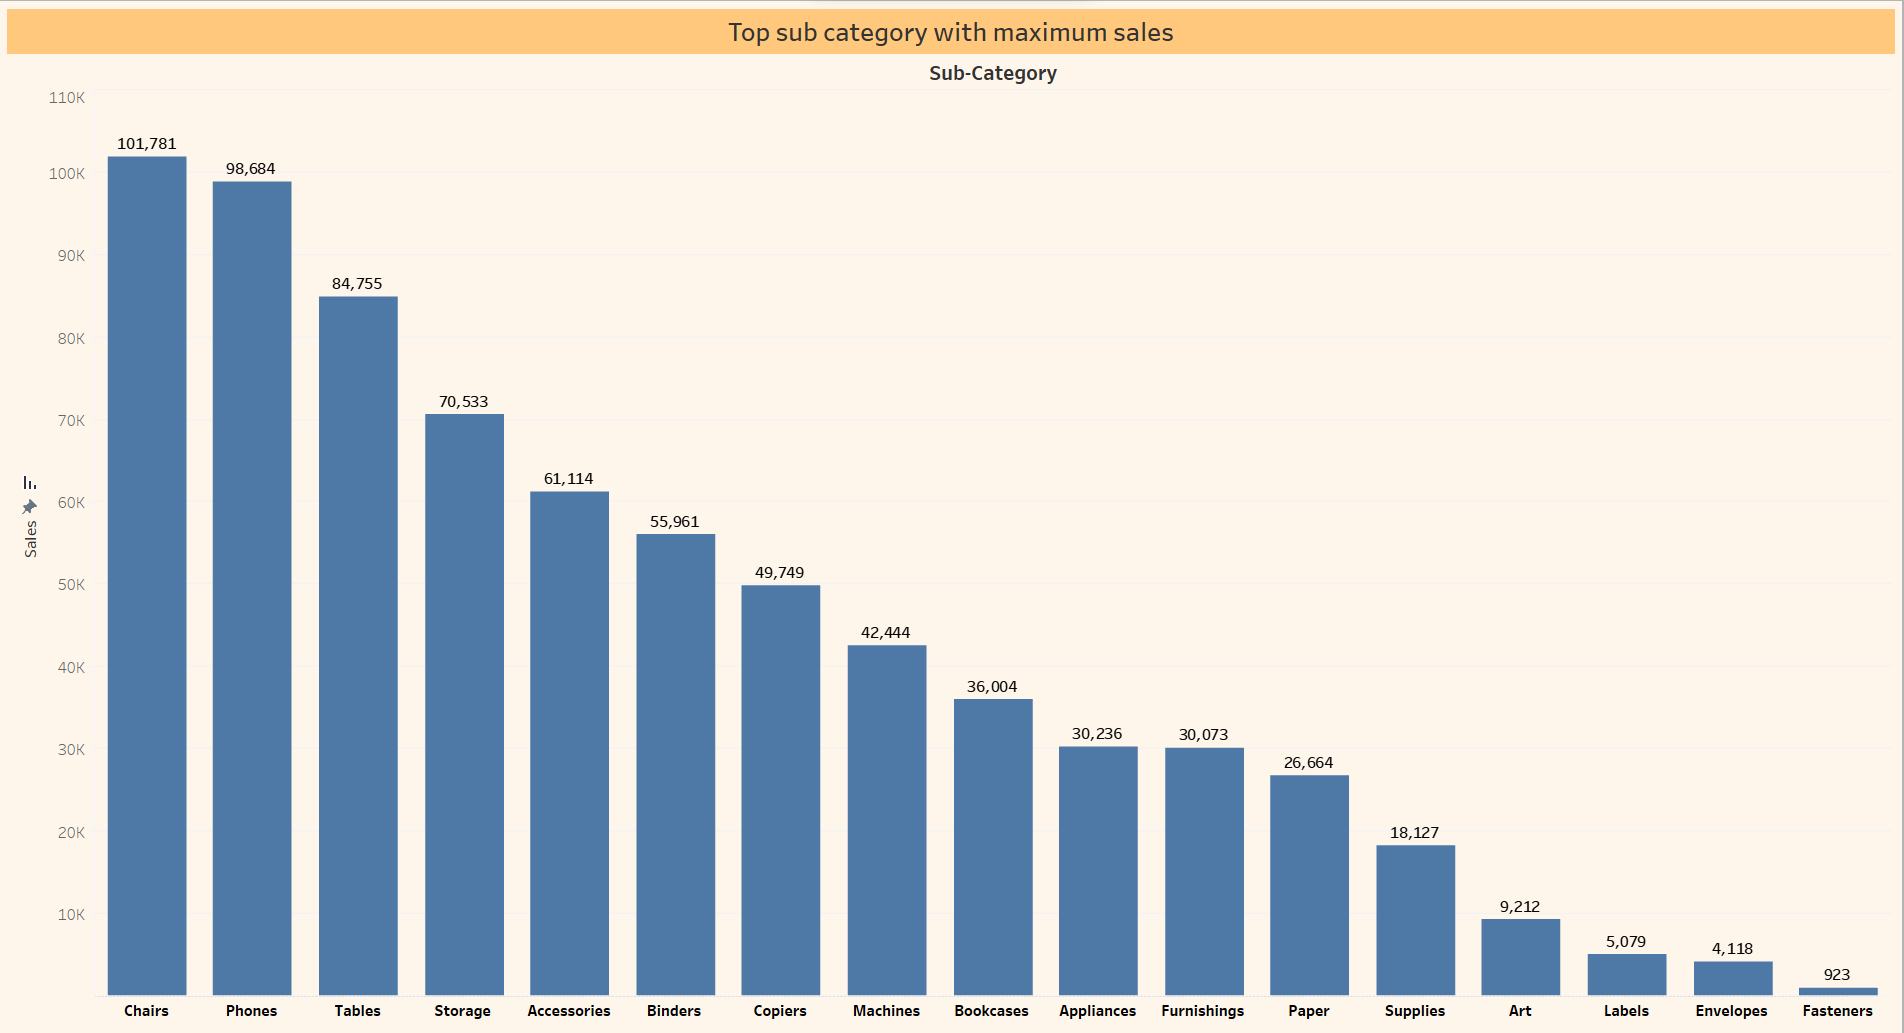 Top sub category with maximum sales
Sub-Category
110K
100K
90K
80K
70K
60K
50K
40K
30K
20K
10K
Sales
101,781
98,684
84,755
70,533
61,114
55,961
49,749
42,444
36,004
30,236
30,073
26,664
18,127
9,212
5,079
4,118
923
Chairs Phones Tables Storage Accessories Binders Copiers Machines Bookcases Appliances Furnishings Paper Supplies Art Labels Envelopes Fasteners